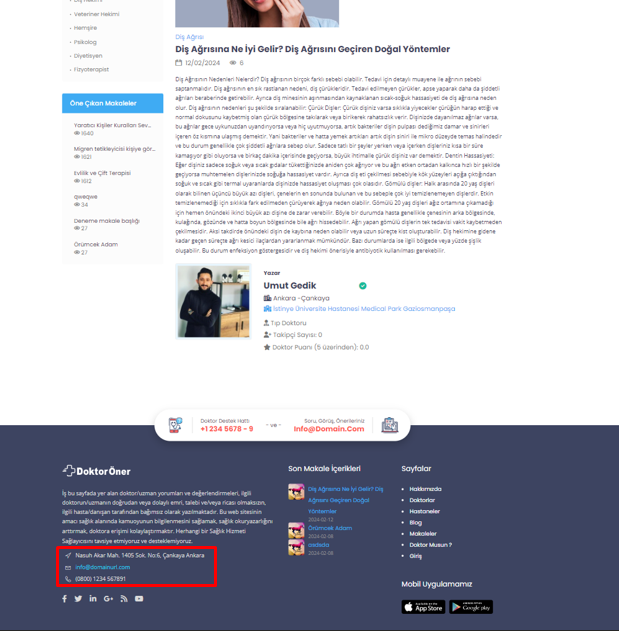 Diş Hekimi
Veteriner Hekimi
Hemşire
Psikolog
Diyetisyen
Fizyoterapist
Öne Çıkan Makaleler
Yaratıcı Kişiler Kuralları Sev...
1640
Migren tetikleyicisi kişiye gör...
1621
Evlilik ve Çift Terapisi
1612
qweqwe
34
Deneme makale başlığı
27
Örümcek Adam
27
Diş Ağrısı
Diş Ağrısına Ne İyi Gelir? Diş Ağrısını Geçiren Doğal Yöntemler
12/02/2024 6
Diş Ağrısının Nedenleri Nelerdir? Diş ağrısının birçok farklı sebebi olabilir. Tedavi için detaylı muayene ile ağrının sebebi
saptanmalıdır. Diş ağrısının en sık rastlanan nedeni, diş çürükleridir. Tedavi edilmeyen çürükler, apse yaparak daha da şiddetli
ağrıları beraberinde getirebilir. Ayrıca diş minesinin aşınmasından kaynaklanan sıcak-soğuk hassasiyeti de diş ağrısına neden
olur. Diş ağrısının nedenleri şu şekilde sıralanabilir: Çürük Dişler: Çürük dişiniz varsa sıklıkla yiyecekler çürüğün harap ettiği ve
normal dokusunu kaybetmiş olan çürük bölgesine takılarak veya birikerek rahatsızlık verir. Dişinizde dayanılmaz ağrılar varsa,
bu ağrılar gece uykunuzdan uyandırıyorsa veya hiç uyutmuyorsa, artık bakteriler dişin pulpası dediğimiz damar ve sinirleri
içeren öz kısmına ulaşmış demektir. Yani bakteriler ve hatta yemek artıkları artık dişin siniri ile mikro düzeyde temas halindedir
ve bu durum genellikle çok şiddetli ağrılara sebep olur. Sadece tatlı bir şeyler yerken veya içerken dişleriniz kısa bir süre
kamaşıyor gibi oluyorsa ve birkaç dakika içerisinde geçiyorsa, büyük ihtimalle çürük dişiniz var demektir. Dentin Hassasiyeti:
Eğer dişiniz sadece soğuk veya sıcak gıdalar tükettiğinizde aniden çok ağrıyor ve bu etken ortadan kalkınca hızlı bir şekilde
geçiyorsa muhtemelen dişlerinizde soğuğa hassasiyet vardır. Ayrıca diş eti çekilmesi sebebiyle kök yüzeyleri açığa çıktığından
soğuk ve sıcak gibi termal uyaranlarda dişinizde hassasiyet oluşması çok olasıdır. Gömülü dişler: Halk arasında 20 yaş dişleri
olarak bilinen üçüncü büyük azı dişleri, çenelerin en sonunda bulunan ve bu sebeple çok iyi temizlenemeyen dişlerdir. Etkin
temizlenemediği için sıklıkla fark edilmeden çürüyerek ağrıya neden olabilir. Gömülü 20 yaş dişleri ağız ortamına çıkamadığı
için hemen önündeki ikinci büyük azı dişine de zarar verebilir. Böyle bir durumda hasta genellikle çenesinin arka bölgesinde,
kulağında, gözünde ve hatta boyun bölgesinde bile ağrı hissedebilir. Ağrı yapan gömülü dişlerin tek tedavisi vakit kaybetmeden
çekilmesidir. Aksi takdirde önündeki dişin de kaybına neden olabilir veya uzun süreçte kist oluşturabilir. Diş hekimine gidene
kadar geçen süreçte ağrı kesici ilaçlardan yararlanmak mümkündür. Bazı durumlarda ise ilgili bölgede veya yüzde şişlik
oluşabilir. Bu durum enfeksiyon göstergesidir ve diş hekimi önerisiyle antibiyotik kullanılması gerekebilir.
Yazar
Umut Gedik
Ankara -Çankaya
İstinye Üniversite Hastanesi Medical Park Gaziosmanpaşa
Tıp Doktoru
Takipçi Sayısı: 0
Doktor Puanı (5 üzerinden): 0.0
Doktor Destek Hattı
+1 234 5678 - 9
- ve -
Soru, Görüş, Önerileriniz
Info@Domain.Com
DoktorÖner
İş bu sayfada yer alan doktor/uzman yorumları ve değerlendirmeleri, ilgili
doktorun/uzmanın doğrudan veya dolaylı emri, talebi ve/veya ricası olmaksızın,
ilgili hasta/danışan tarafından bağımsız olarak yazılmaktadır. Bu web sitesinin
amacı sağlık alanında kamuoyunun bilgilenmesini sağlamak, sağlık okuryazarlığını
arttırmak, doktora erişimi kolaylaştırmaktır. Herhangi bir Sağlık Hizmeti
Sağlayıcısını tavsiye etmiyoruz ve desteklemiyoruz.
Nasuh Akar Mah. 1405 Sok. No:6, Çankaya Ankara
info@domainurl.com
(0800) 1234 567891
Son Makale İçerikleri
Diş Ağrısına Ne İyi Gelir? Diş
Ağrısını Geçiren Doğal
Yöntemler
2024-02-12
Örümcek Adam
2024-02-08
asdsda
2024-02-08
Sayfalar
Hakkımızda
Doktorlar
Hastaneler
Blog
Makaleler
Doktor Musun ?
Giriş
Mobil Uygulamamız
App Store
Google play